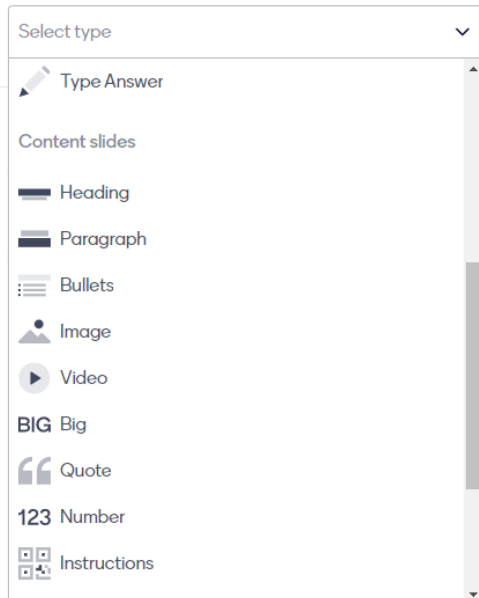 Select type
Type Answer
Content slides
Heading
Paragraph
Bullets
Image
Video
BIG Big
Quote
123 Number
Instructions